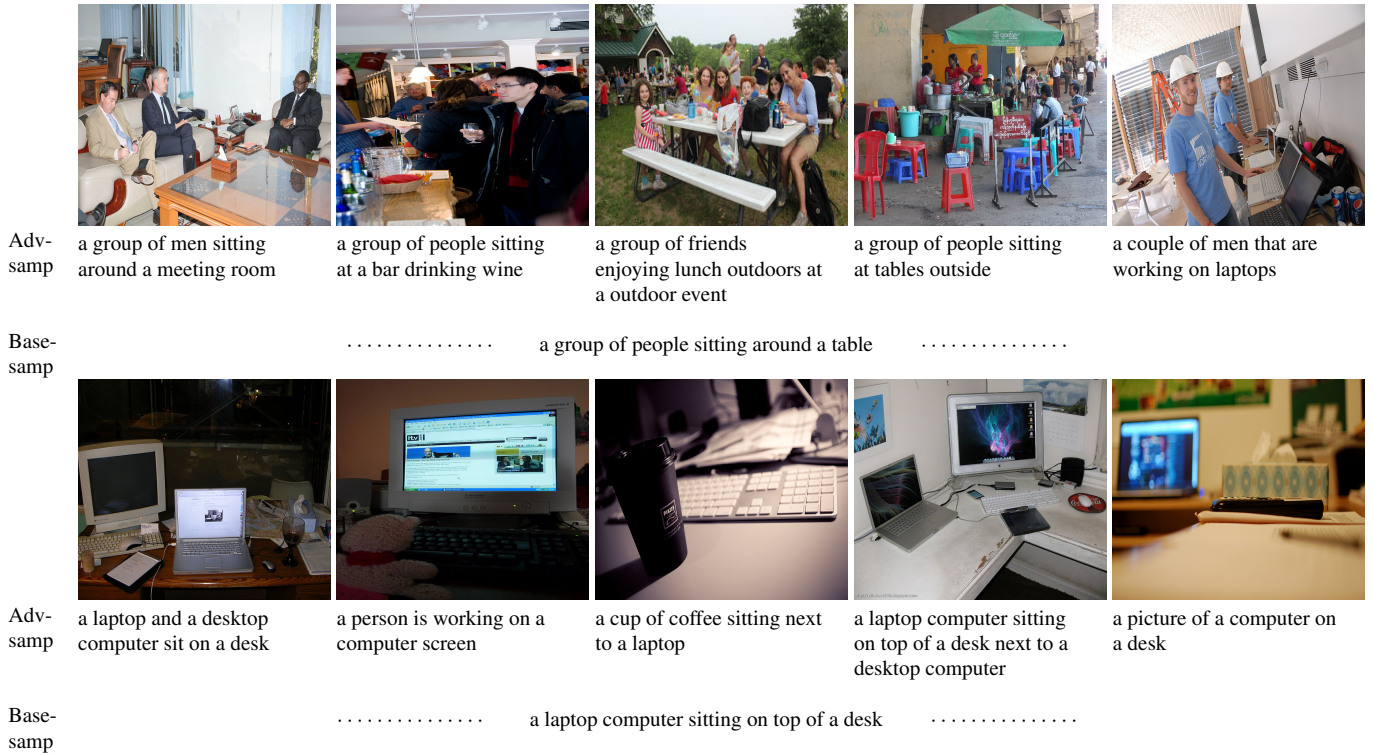 Adv-
samp
a group of men sitting
around a meeting room
a group of people sitting
at a bar drinking wine
a group of friends
enjoying lunch outdoors at
a outdoor event
a group of people sitting
at tables outside
a couple of men that are
working on laptops
Base-
samp
. . . . . . . . . . . . . . . a group of people sitting around a table . . . . . . . . . . . . . . .
itv
Adv-
samp
a laptop and a desktop
computer sit on a desk
a person is working on a
computer screen
a cup of coffee sitting next
to a laptop
a laptop computer sitting
on top of a desk next to a
desktop computer
a picture of a computer on
a desk
Base-
samp
. . . . . . . . . . . . . . . a laptop computer sitting on top of a desk . . . . . . . . . . . . . . .